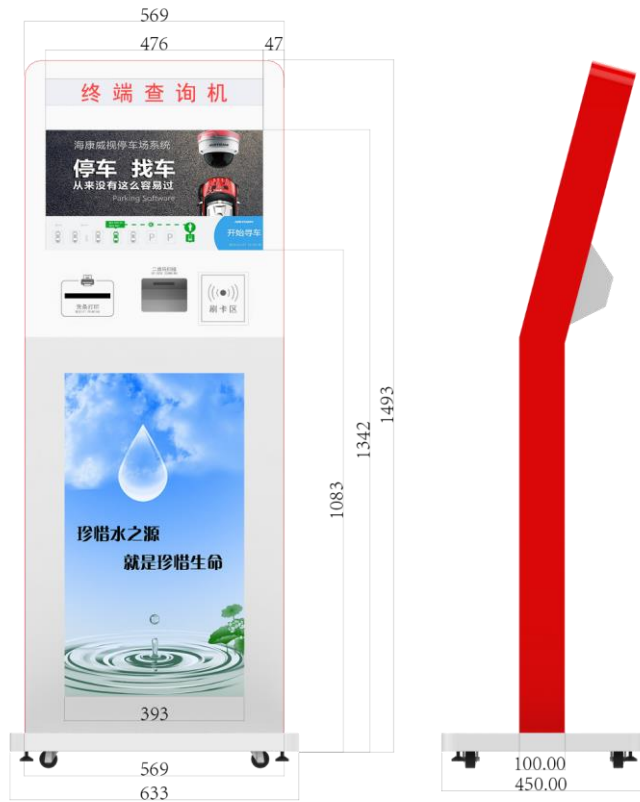 569
476
47
终端查询机
海康威视停车场系统
停车 找车
从来没有这么容易过
Parking Software
P P
开始寻车
刷卡区
1493
1342
1083
珍惜水之源
就是珍惜生命
393
569
633
100.00
450.00